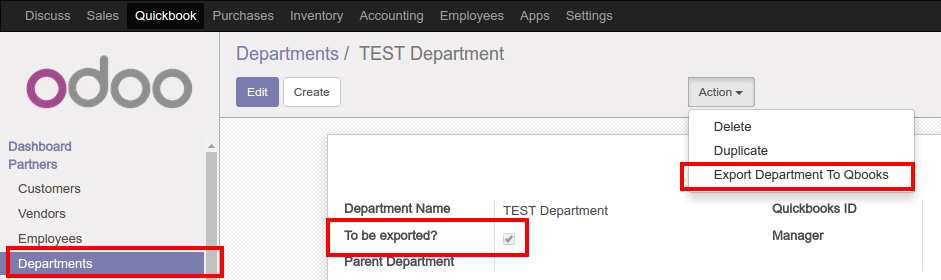 Discuss Sales Quickbook Purchases Inventory Accounting Employees Apps Settings
odoo
Dashboard
Partners
Customers
Vendors
Employees
Departments
Departments / TEST Department
Edit Create Action
Delete
Duplicate
Export Department To Qbooks
Department Name TEST Department Quickbooks ID
To be exported? Manager
Parent Department